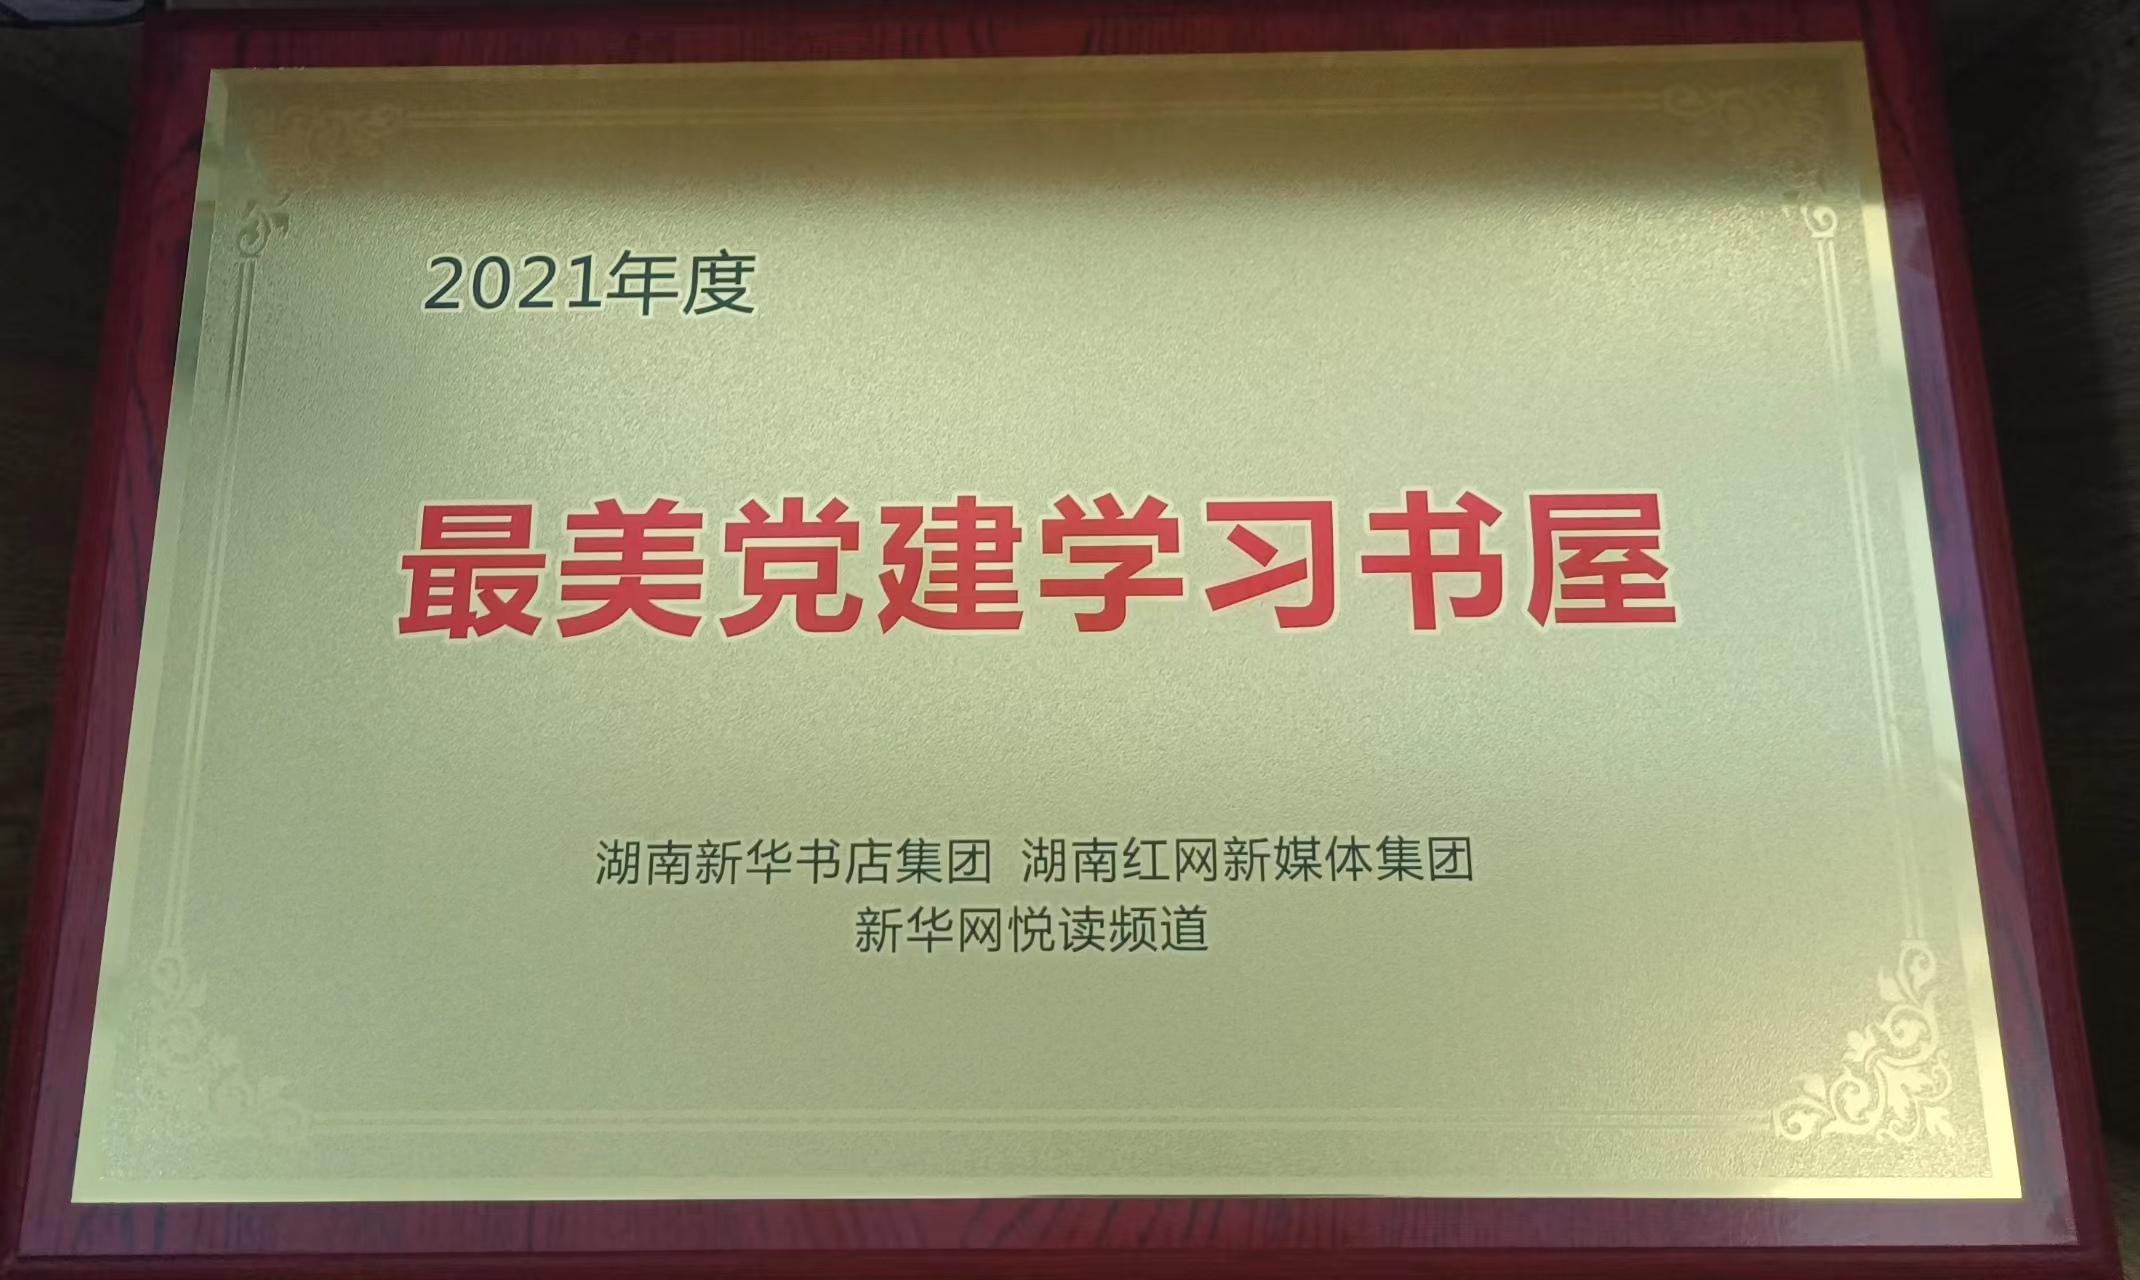 2021年度
最美党建学习书屋
湖南新华书店集团 湖南红网新媒体集团
新华网悦读频道